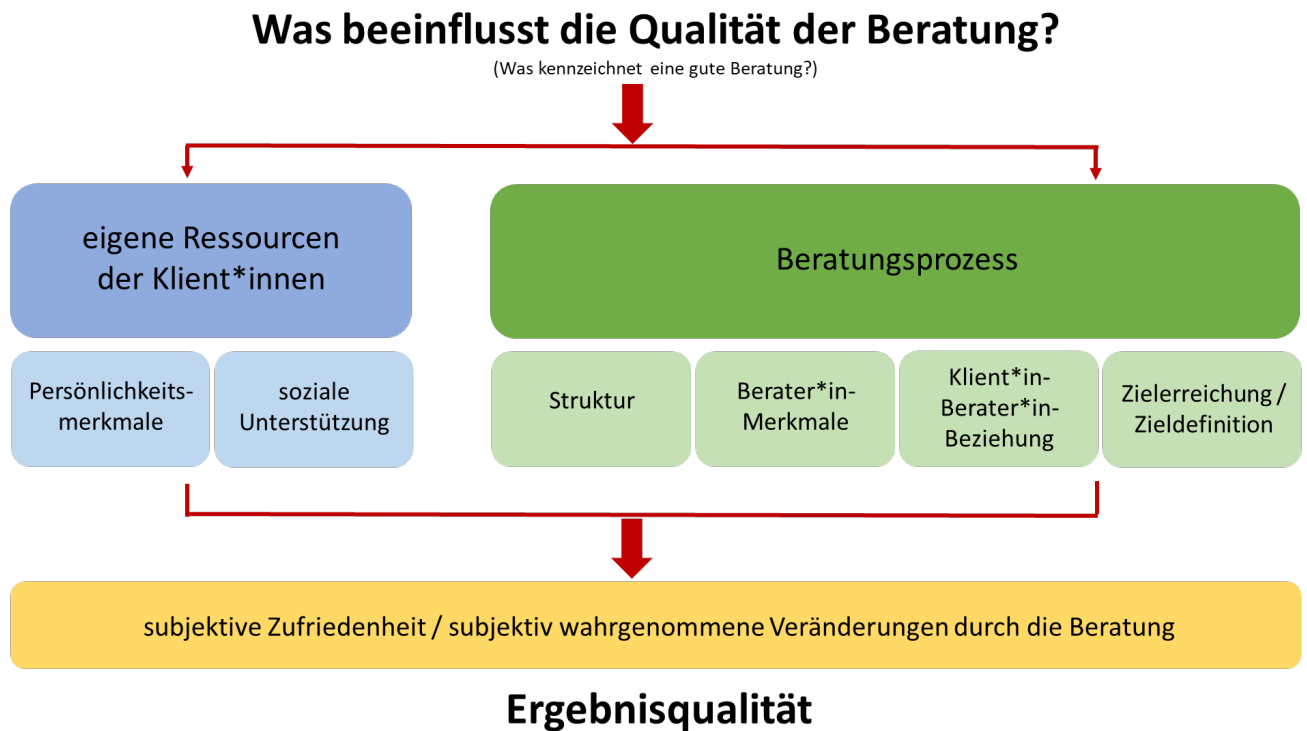 Was beeinflusst die Qualität der Beratung?
(Was kennzeichnet eine gute Beratung?)
eigene Ressourcen
der Klient*innen
Beratungsprozess
Persönlichkeits-
merkmale
soziale
Unterstützung
Struktur
Berater*in-
Merkmale
Klient*in-
Berater*in-
Beziehung
Zielerreichung /
Zieldefinition
subjektive Zufriedenheit / subjektiv wahrgenommene Veränderungen durch die Beratung
Ergebnisqualität